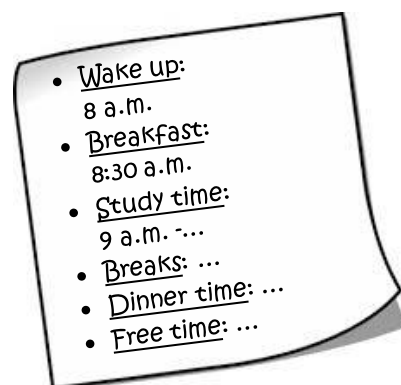 • Wake up:
8 a.m.
• Breakfast:
8:30 a.m.
• Study time:
9 a.m. -...
• Breaks: ...
• Dinner time: ...
• Free time: ...